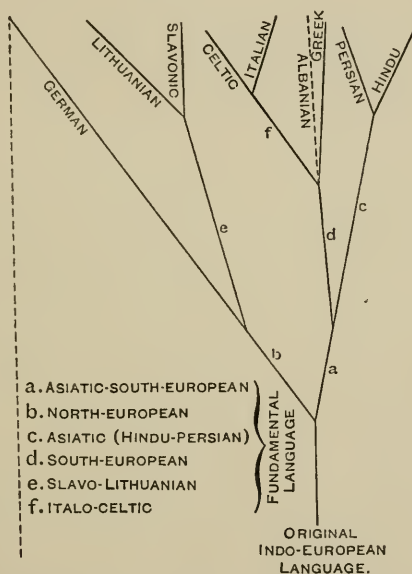 GERMAN
LITHUANIAN
SLAVONIC
CELTIC
ITALIAN
ALBANIAN
GREEK
PERSIAN
HINDU
f
e
d
c
b
a
a. ASIATIC-SOUTH-EUROPEAN
b. NORTH-EUROPEAN
c. ASIATIC (HINDU-PERSIAN)
d. SOUTH-EUROPEAN
e. SLAVO-LITHUANIAN
f. ITALO-CELTIC
FUNDAMENTAL
LANGUAGE
ORIGINAL
INDO-EUROPEAN
LANGUAGE.